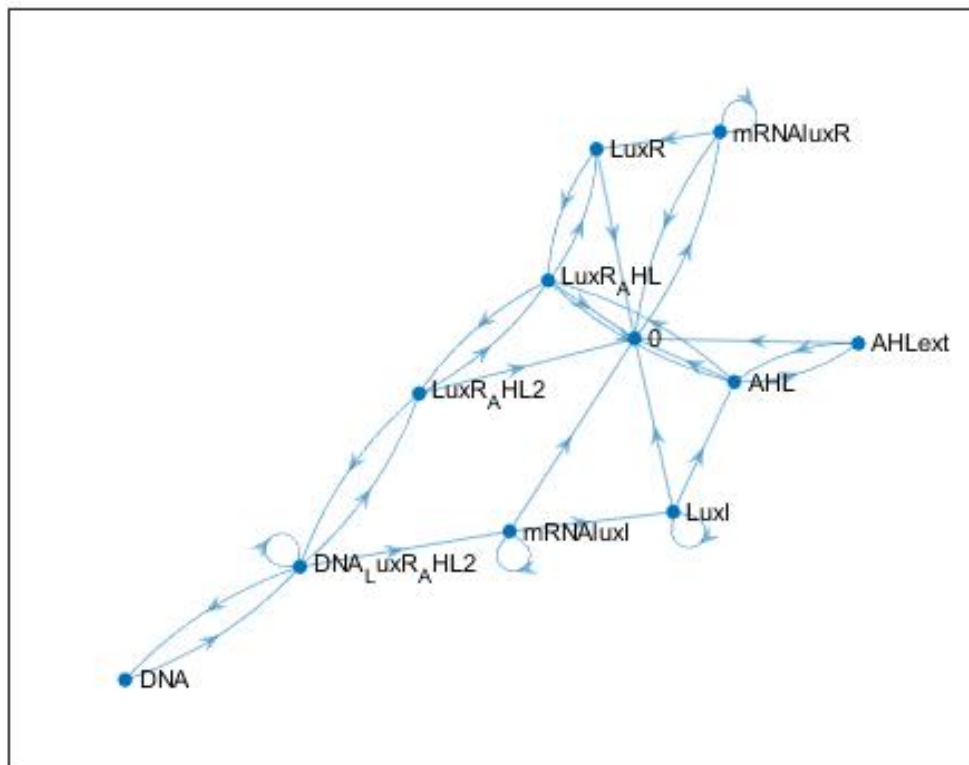 mRNAluxR
LuxR
LuxR_AHL
0
AHLext
AHL
LuxR_AHL2
LuxI
mRNAluxI
DNA_LuxR_AHL2
DNA